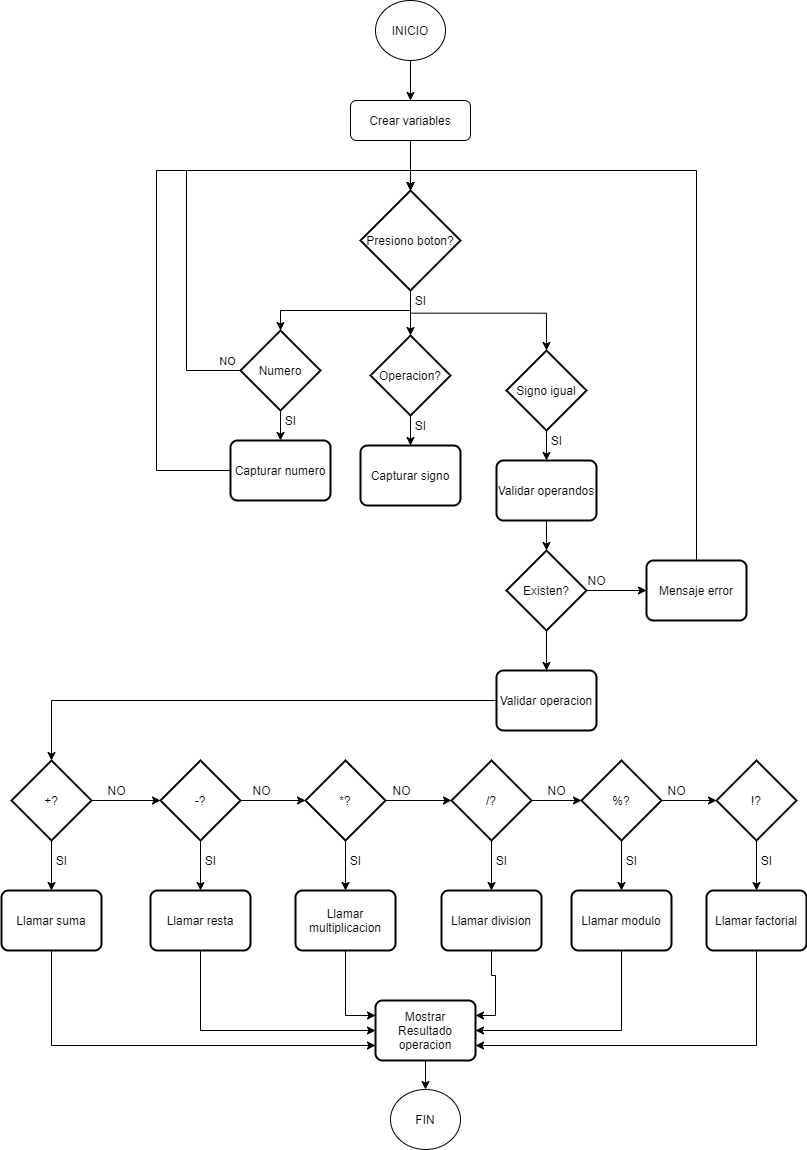 INICIO
Crear variables
Presiono boton?
SI
NO
Numero
Operacion?
Signo igual
SI
SI
SI
Capturar numero
Capturar signo
Validar operandos
Existen?
NO
Mensaje error
Validar operacion
+?
NO
-?
NO
*?
NO
/?
NO
%?
NO
!?
SI
SI
SI
SI
SI
SI
Llamar suma
Llamar resta
Llamar
multiplicacion
Llamar division
Llamar modulo
Llamar factorial
Mostrar
Resultado
operacion
FIN